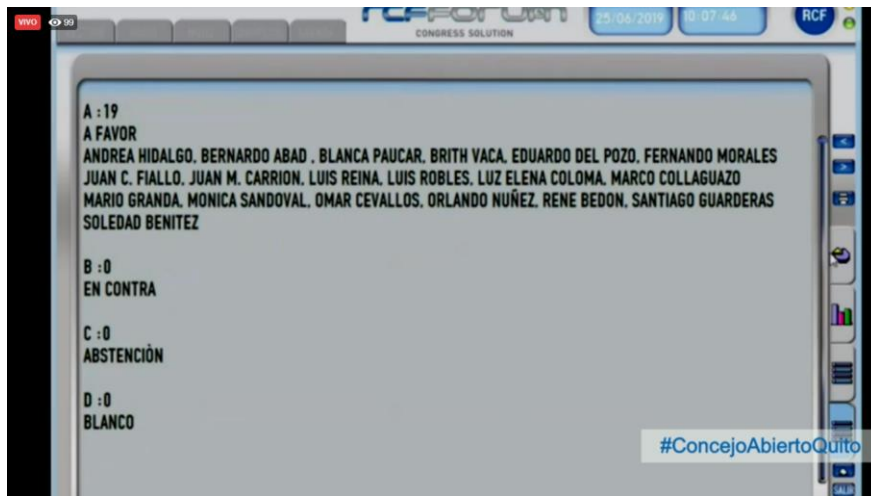 VIVO 99
CONGRESS SOLUTION
25/06/2019 10:07:46 RCF
A :19
A FAVOR
ANDREA HIDALGO, BERNARDO ABAD , BLANCA PAUCAR, BRITH VACA, EDUARDO DEL POZO, FERNANDO MORALES
JUAN C. FIALLO, JUAN M. CARRION, LUIS REINA, LUIS ROBLES, LUZ ELENA COLOMA, MARCO COLLAGUAZO
MARIO GRANDA, MONICA SANDOVAL, OMAR CEVALLOS, ORLANDO NUÑEZ, RENE BEDON, SANTIAGO GUARDERAS
SOLEDAD BENITEZ
B :0
EN CONTRA
C :0
ABSTENCIÒN
D :0
BLANCO
#ConcejoAbiertoQuito
SALIR